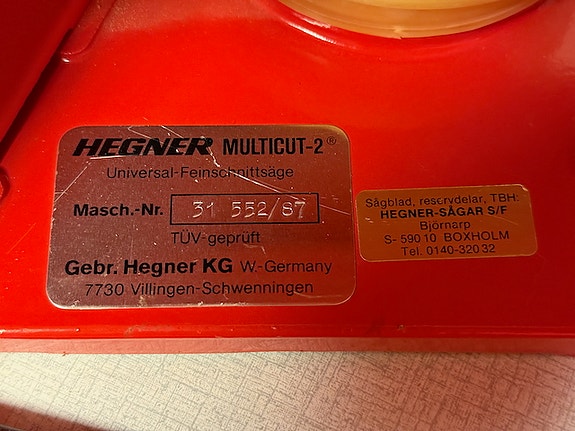 HEGNER MULTICUT-2®
Universal-Feinschnittsäge
Masch.-Nr. 31 552/87
TÜV-geprüft
Gebr. Hegner KG W.-Germany
7730 Villingen-Schwenningen
Sågblad, reservdelar, TBH:
HEGNER-SÅGAR S/F
Björnarp
S- 590 10 BOXHOLM
Tel. 0140-320 32